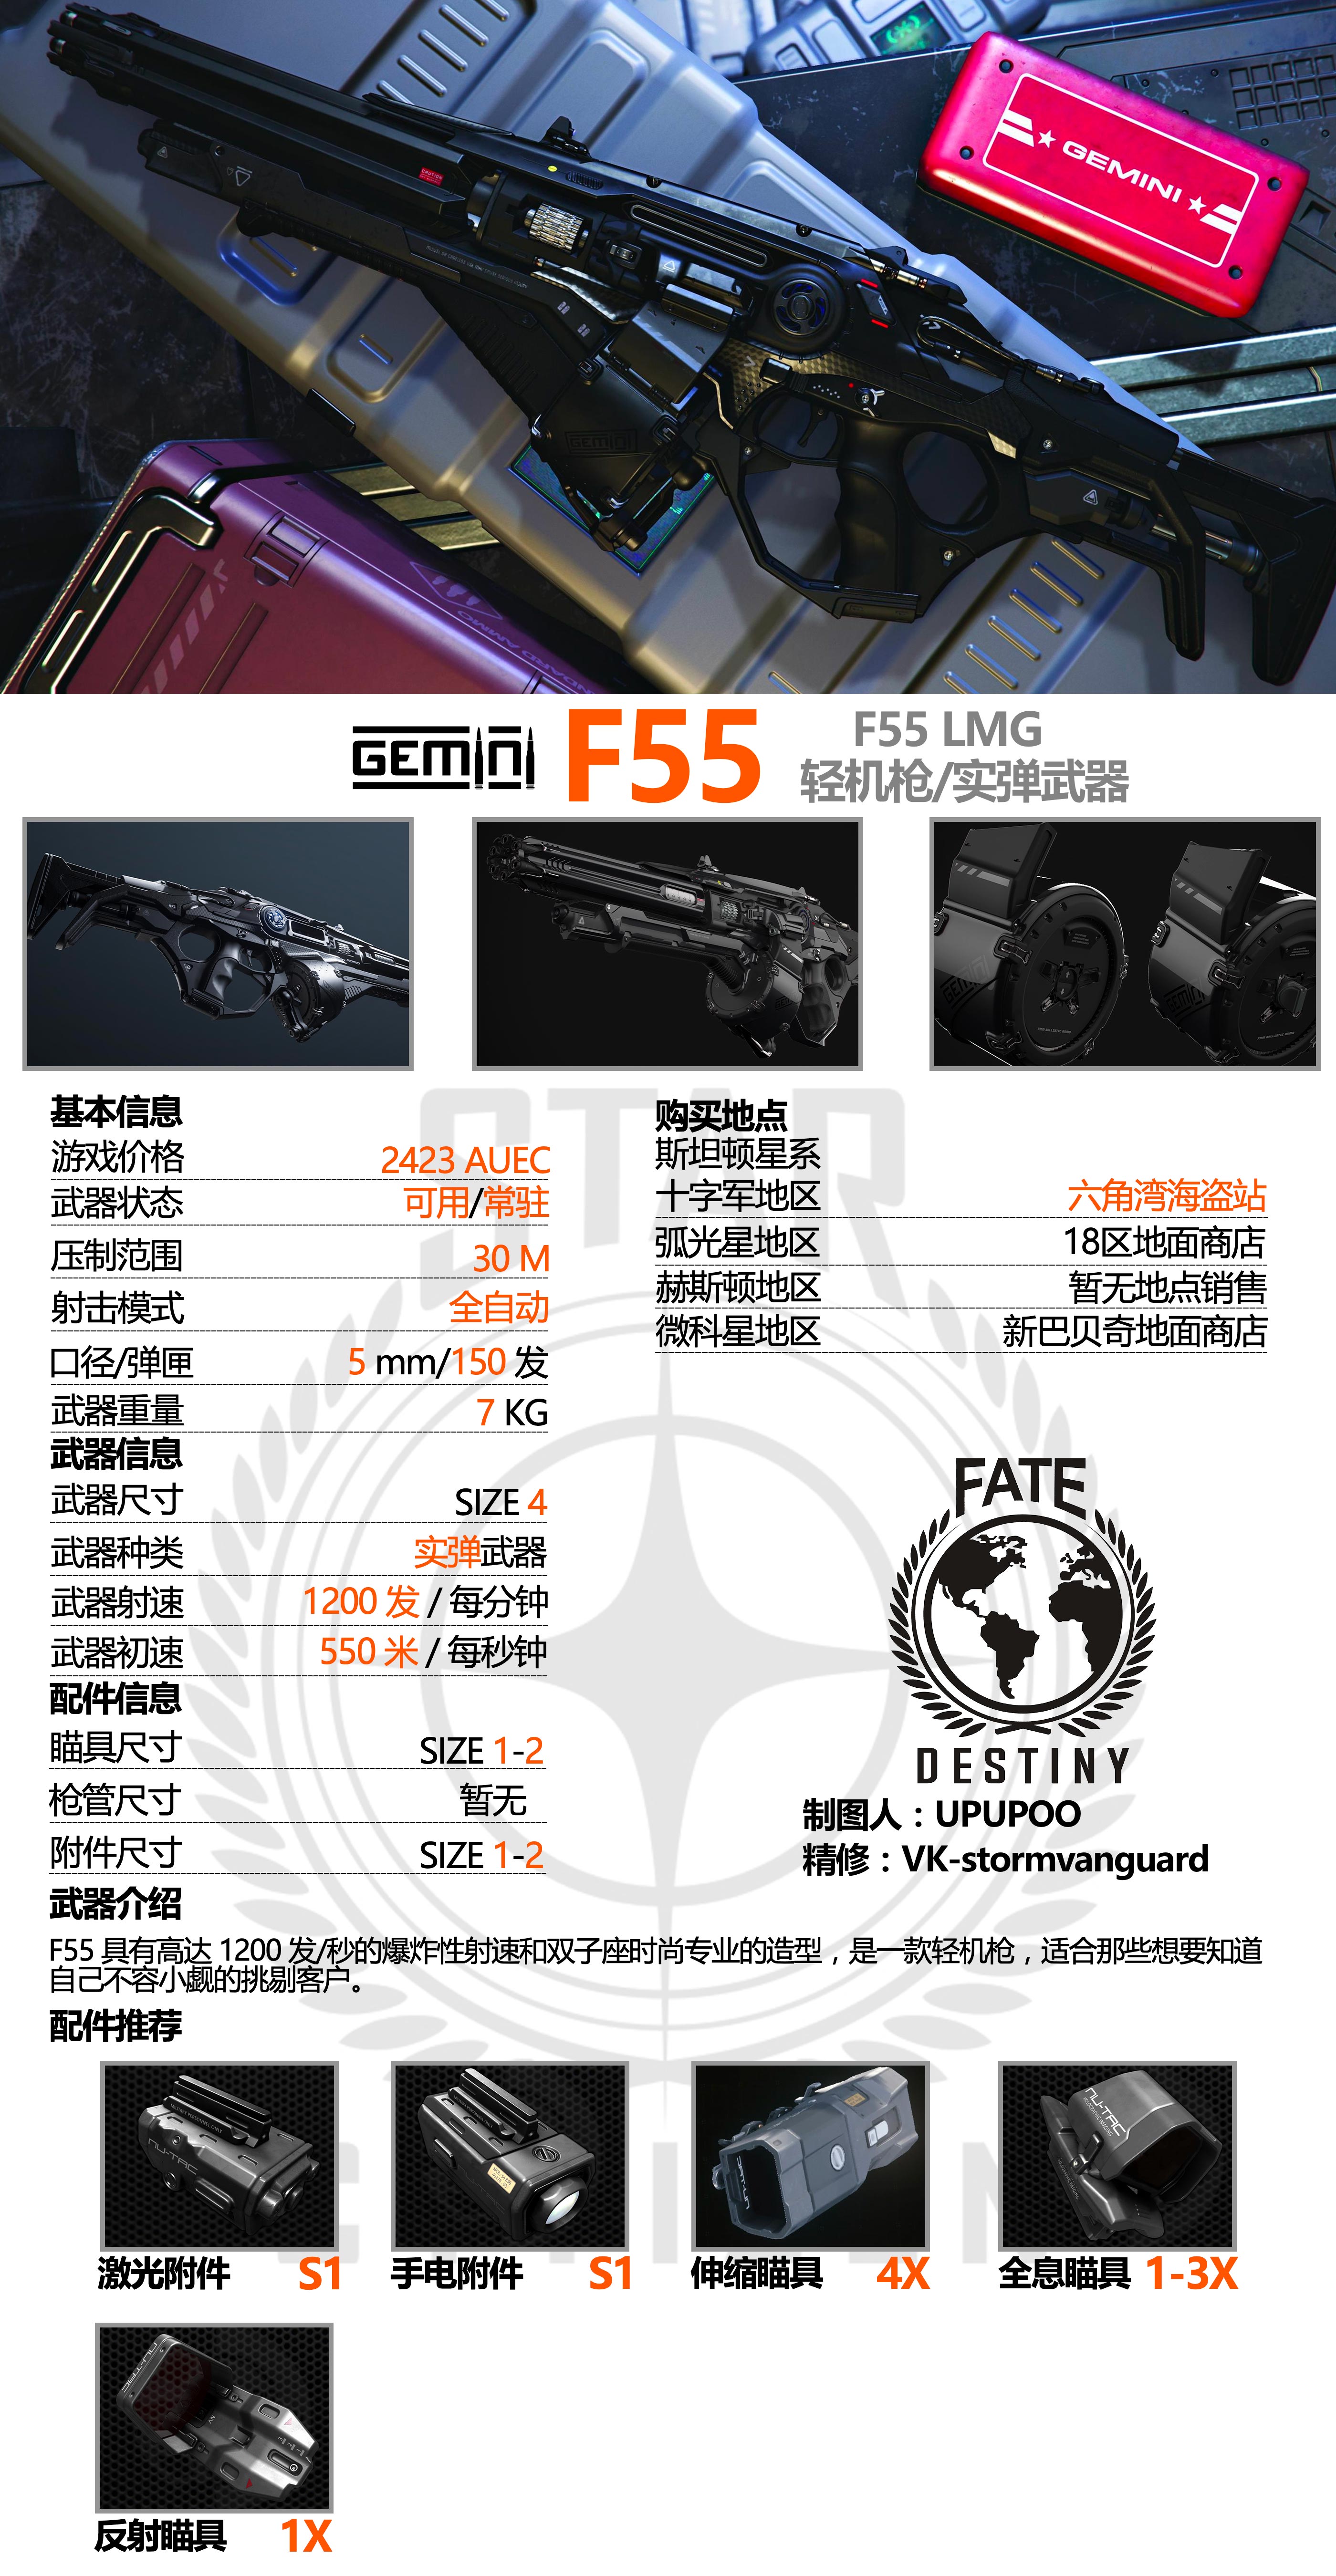 GEMINI
CAUTION
GEMINI
GEMINI F55 F55 LMG
轻机枪/实弹武器
GEMINI
GEMINI
基本信息
游戏价格 2423 AUEC
武器状态 可用/常驻
压制范围 30 M
射击模式 全自动
口径/弹匣 5 mm/150 发
武器重量 7 KG
武器信息
武器尺寸 SIZE 4
武器种类 实弹武器
武器射速 1200 发 / 每分钟
武器初速 550 米 / 每秒钟
配件信息
瞄具尺寸 SIZE 1-2
枪管尺寸 暂无
附件尺寸 SIZE 1-2
购买地点
斯坦顿星系
十字军地区 六角湾海盗站
弧光星地区 18区地面商店
赫斯顿地区 暂无地点销售
微科星地区 新巴贝奇地面商店
STAR
CITIZEN
FATE
DESTINY
制图人：UPUPOO
精修：VK-stormvanguard
武器介绍
F55 具有高达 1200 发/秒的爆炸性射速和双子座时尚专业的造型，是一款轻机枪，适合那些想要知道
自己不容小觑的挑剔客户。
配件推荐
NU-TAC
NU-TAC
NU-TAC
激光附件 S1
手电附件 S1
伸缩瞄具 4X
全息瞄具 1-3X
反射瞄具 1X